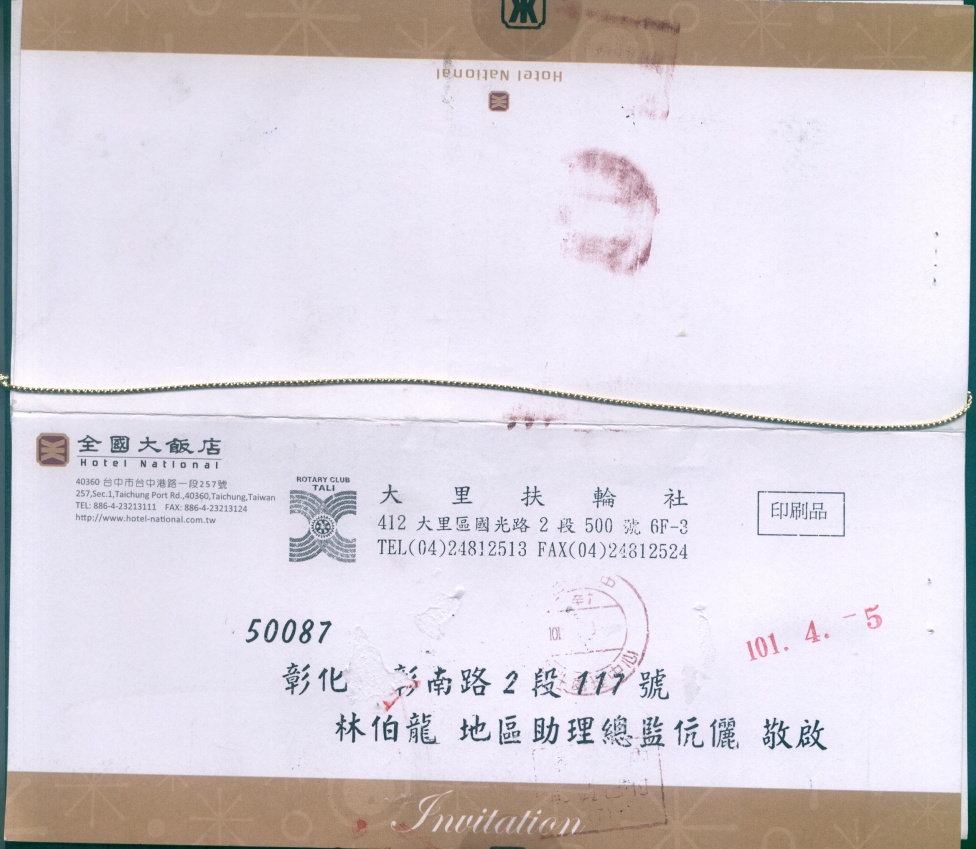 Hotel National
全國大飯店
Hotel National
40360 台中市台中港路一段257號
257,Sec.1,Taichung Port Rd.,40360,Taichung,Taiwan
TEL: 886-4-23213111 FAX: 886-4-23213124
http://www.hotel-national.com.tw
ROTARY CLUB
TALI
大里扶輪社
412 大里區國光路 2 段 500 號 6F-3
TEL(04)24812513 FAX(04)24812524
印刷品
101
101. 4. -5
50087
彰化 彰南路 2 段 117 號
林伯龍 地區助理總監伉儷 敬啟
Invitation